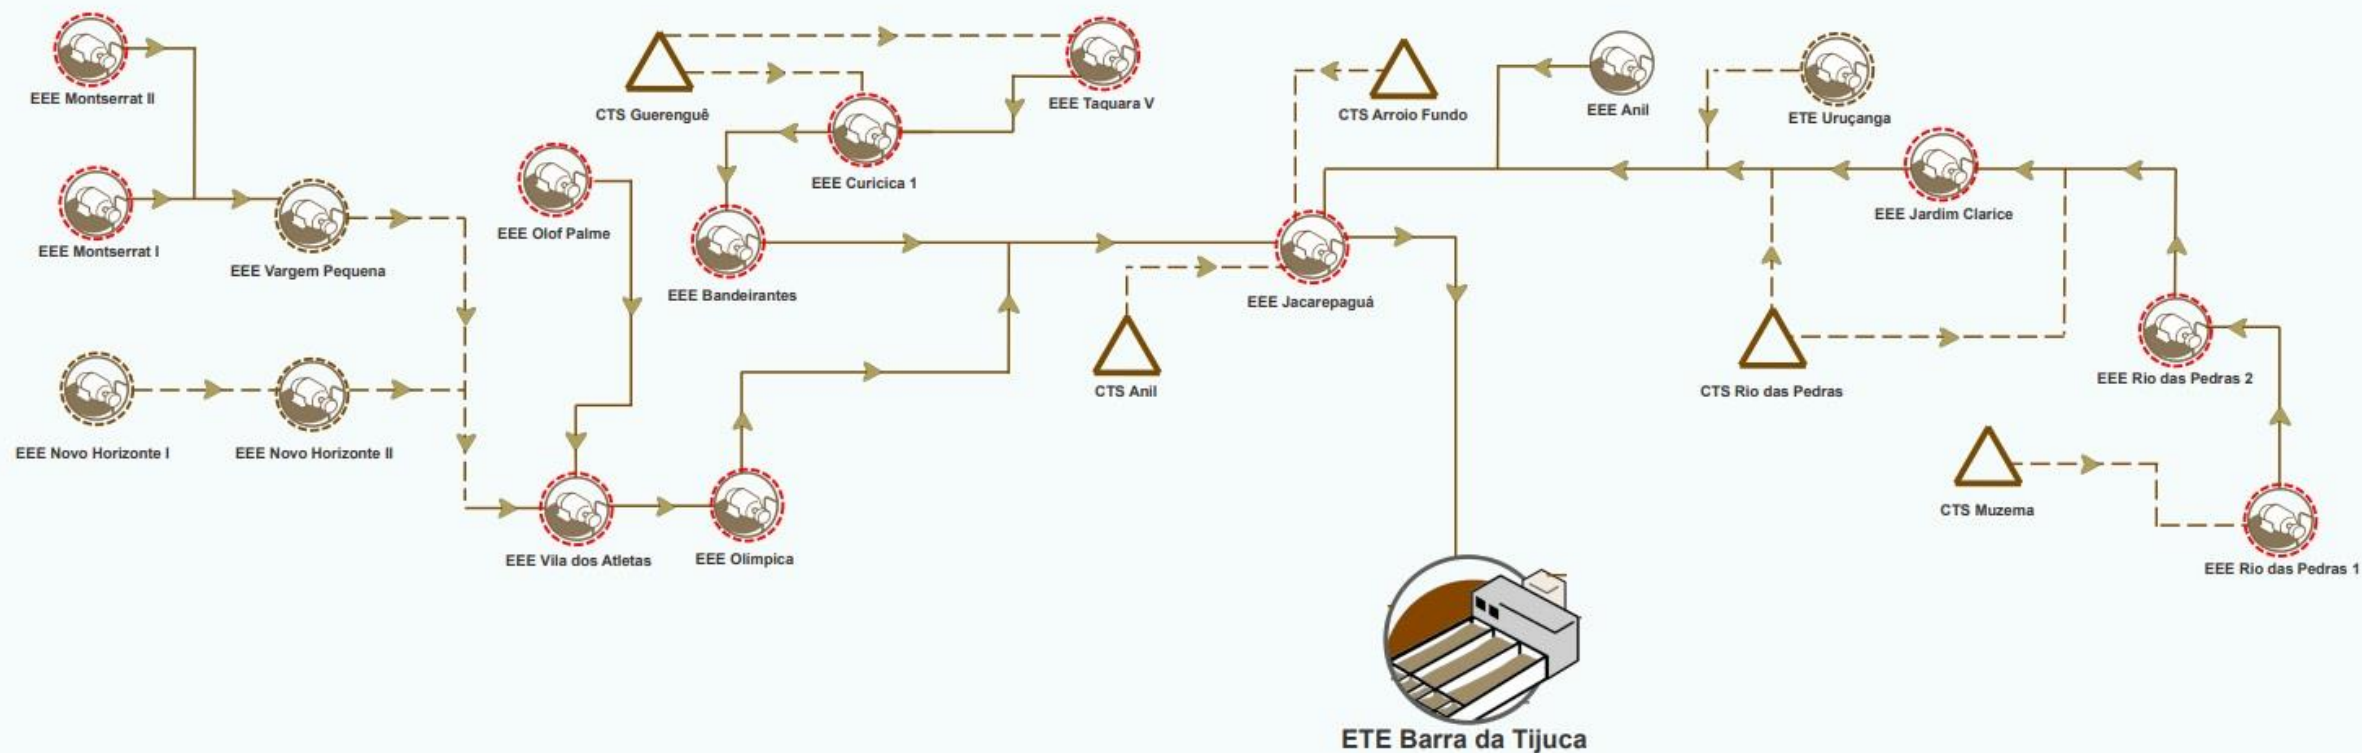 EEE Montserrat II
CTS Guerenguê
EEE Taquara V
CTS Arroio Fundo
EEE Anil
ETE Uruçanga
EEE Curicica 1
EEE Olof Palme
EEE Jardim Clarice
EEE Montserrat I
EEE Vargem Pequena
EEE Bandeirantes
EEE Jacarepaguá
CTS Anil
CTS Rio das Pedras
EEE Rio das Pedras 2
EEE Novo Horizonte I
EEE Novo Horizonte II
CTS Muzema
EEE Vila dos Atletas
EEE Olimpica
EEE Rio das Pedras 1
ETE Barra da Tijuca